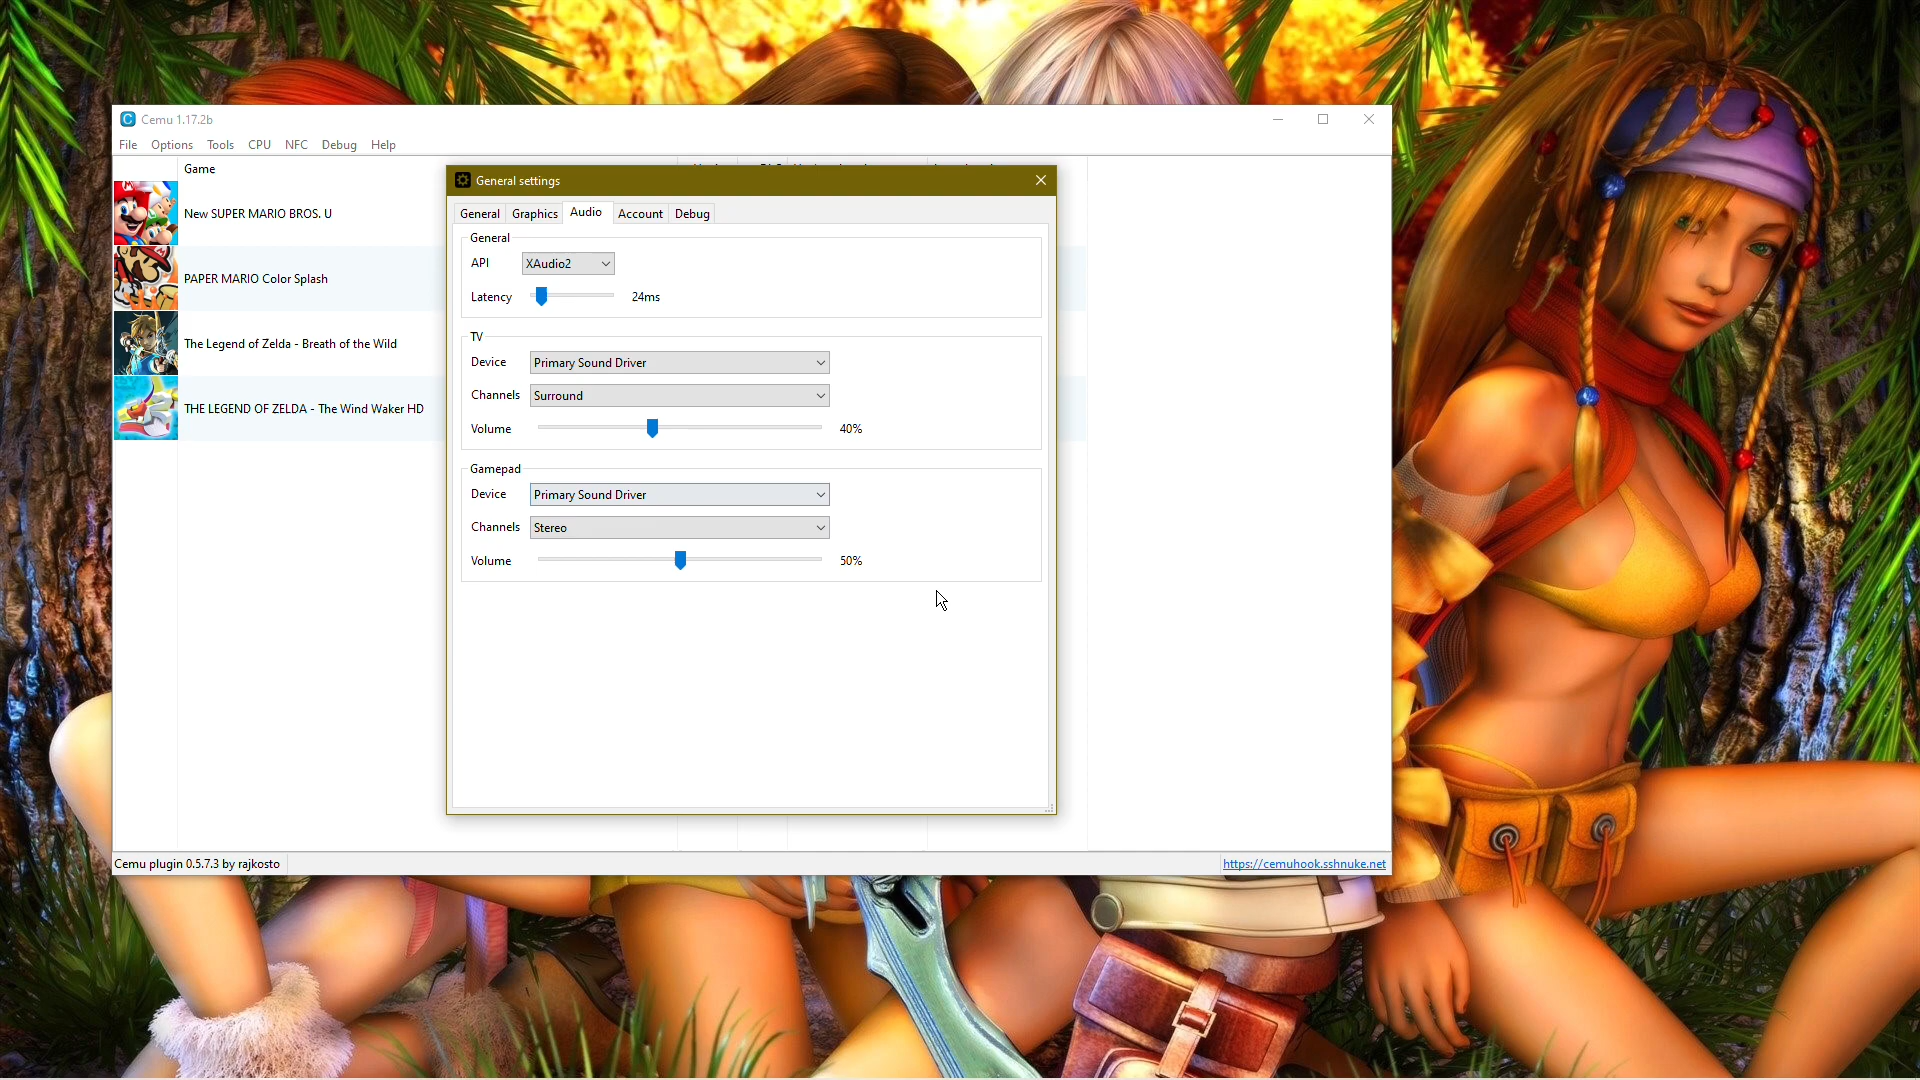 Cemu 1.17.2b
File Options Tools CPU NFC Debug Help
Game
New SUPER MARIO BROS. U
PAPER MARIO Color Splash
The Legend of Zelda - Breath of the Wild
THE LEGEND OF ZELDA - The Wind Waker HD
General settings
General Graphics Audio Account Debug
General
API XAudio2
Latency 24ms
TV
Device Primary Sound Driver
Channels Surround
Volume 40%
Gamepad
Device Primary Sound Driver
Channels Stereo
Volume 50%
Cemu plugin 0.5.7.3 by rajkosto
https://cemuhook.sshnuke.net